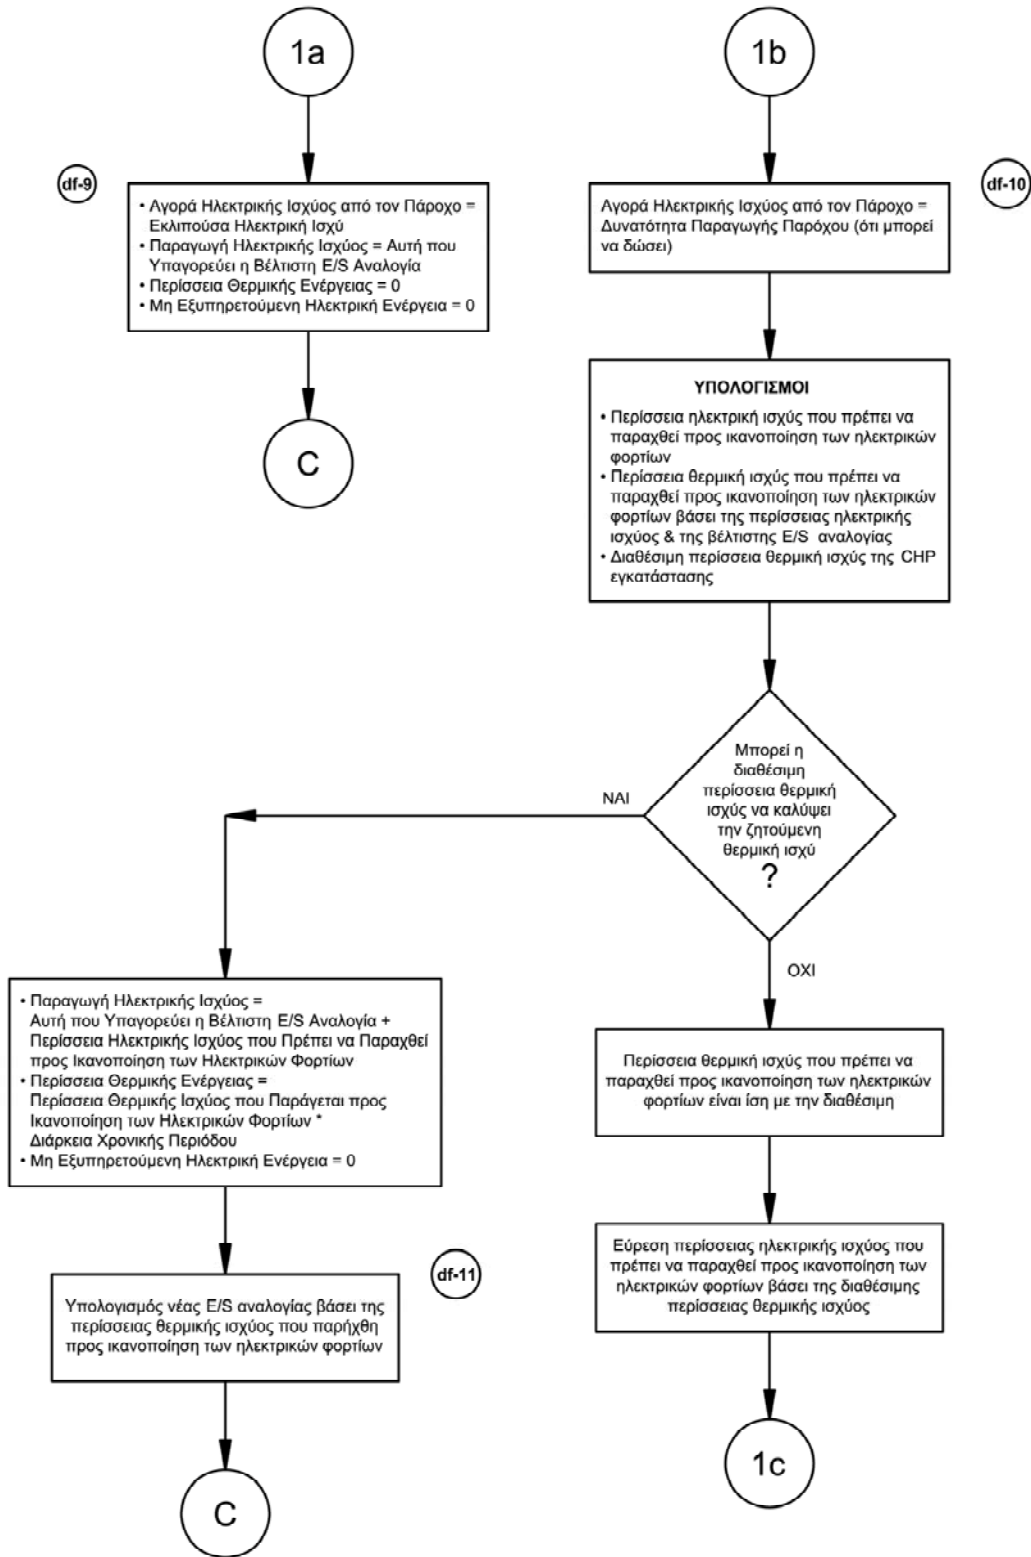 1a
df-9
• Αγορά Ηλεκτρικής Ισχύος από τον Πάροχο =
Εκλιπούσα Ηλεκτρική Ισχύ
• Παραγωγή Ηλεκτρικής Ισχύος = Αυτή που
Υπαγορεύει η Βέλτιστη E/S Αναλογία
• Περίσσεια Θερμικής Ενέργειας = 0
• Μη Εξυπηρετούμενη Ηλεκτρική Ενέργεια = 0
C
1b
df-10
Αγορά Ηλεκτρικής Ισχύος από τον Πάροχο =
Δυνατότητα Παραγωγής Παρόχου (ότι μπορεί
να δώσει)
ΥΠΟΛΟΓΙΣΜΟΙ
• Περίσσεια ηλεκτρική ισχύς που πρέπει να
παραχθεί προς ικανοποίηση των ηλεκτρικών
φορτίων
• Περίσσεια θερμική ισχύς που πρέπει να
παραχθεί προς ικανοποίηση των ηλεκτρικών
φορτίων βάσει της περίσσειας ηλεκτρικής
ισχύος & της βέλτιστης E/S αναλογίας
• Διαθέσιμη περίσσεια θερμική ισχύς της CHP
εγκατάστασης
Μπορεί η
διαθέσιμη
περίσσεια θερμική
ισχύς να καλύψει
την ζητούμενη
θερμική ισχύ
?
ΝΑΙ
ΟΧΙ
• Παραγωγή Ηλεκτρικής Ισχύος =
Αυτή που Υπαγορεύει η Βέλτιστη E/S Αναλογία +
Περίσσεια Ηλεκτρικής Ισχύος που Πρέπει να Παραχθεί
προς Ικανοποίηση των Ηλεκτρικών Φορτίων
• Περίσσεια Θερμικής Ενέργειας =
Περίσσεια Θερμικής Ισχύος που Παράγεται προς
Ικανοποίηση των Ηλεκτρικών Φορτίων *
Διάρκεια Χρονικής Περιόδου
• Μη Εξυπηρετούμενη Ηλεκτρική Ενέργεια = 0
df-11
Υπολογισμός νέας E/S αναλογίας βάσει της
περίσσειας θερμικής ισχύος που παρήχθη
προς ικανοποίηση των ηλεκτρικών φορτίων
C
Περίσσεια θερμική ισχύς που πρέπει να
παραχθεί προς ικανοποίηση των ηλεκτρικών
φορτίων είναι ίση με την διαθέσιμη
Εύρεση περίσσειας ηλεκτρικής ισχύος που
πρέπει να παραχθεί προς ικανοποίηση των
ηλεκτρικών φορτίων βάσει της διαθέσιμης
περίσσειας θερμικής ισχύος
1c